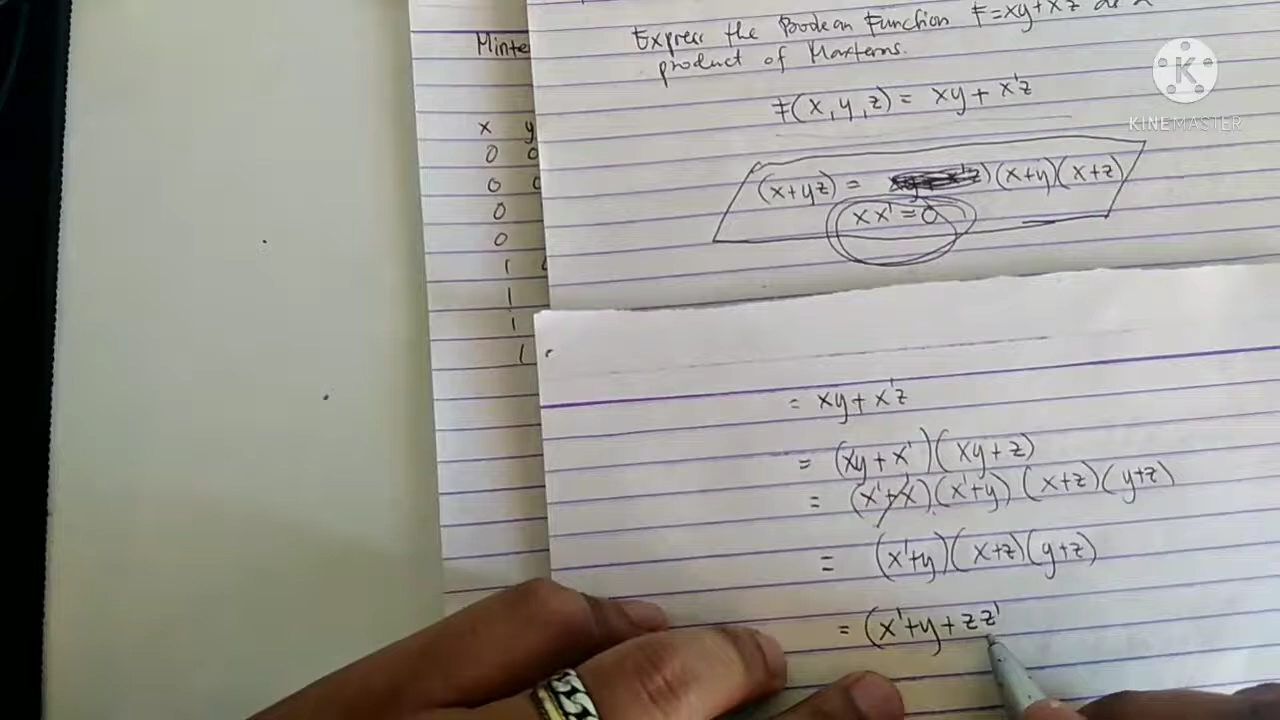 Express the Boolean Function F=xy+x'z as a
product of Maxterms.
F(x,y,z) = xy + x'z
(x+yz) = (x+y)(x+z)
xx' = 0
K
KINEMASTER
Minte
x y
0 0
0 0
0
0
1
1
1
1
= xy + x'z
= (xy + x')(xy + z)
= (x'+x)(x'+y)(x+z)(y+z)
= (x'+y)(x+z)(y+z)
= (x'+y+zz'